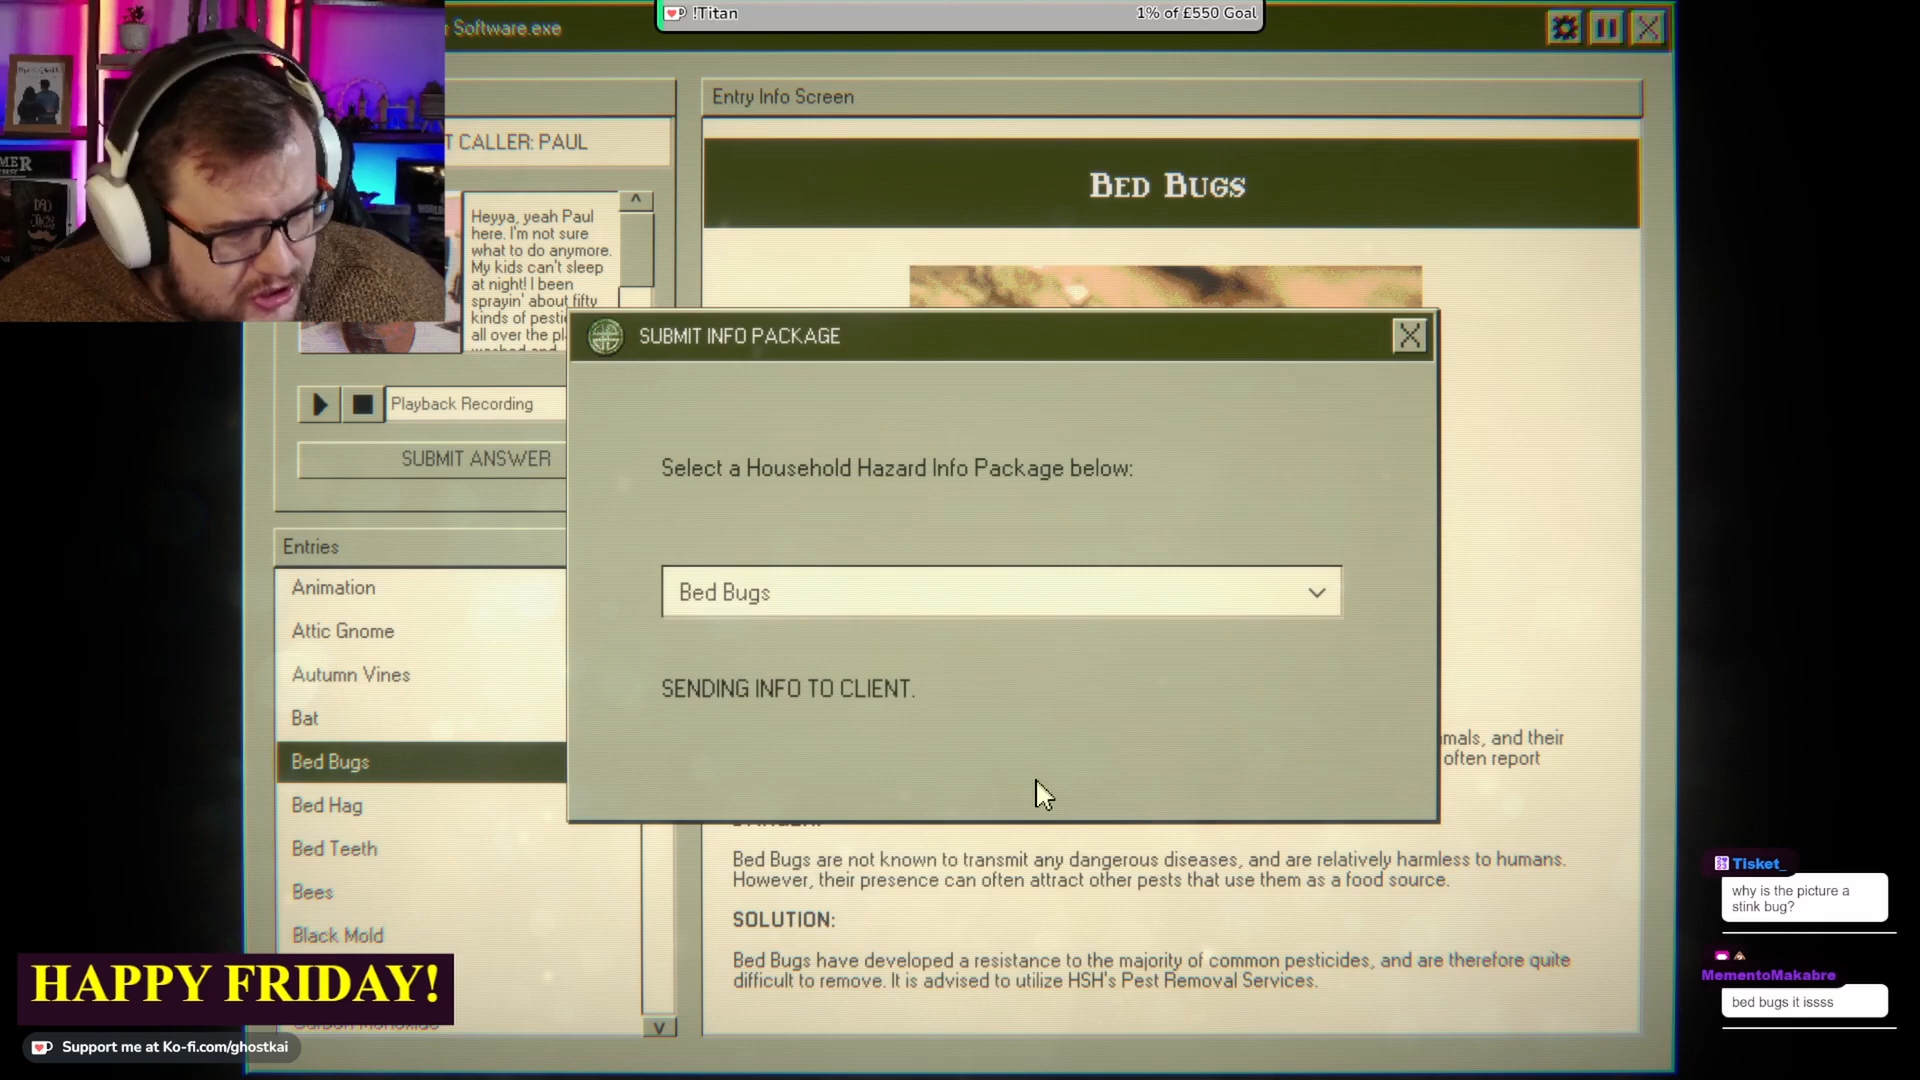 !Titan
1% of £550 Goal
Software.exe
Entry Info Screen
T CALLER: PAUL
BED BUGS
Heyya, yeah Paul
here. I'm not sure
what to do anymore.
My kids can't sleep
at night! I been
sprayin' about fifty
kinds of pesti
all over the pl
SUBMIT INFO PACKAGE
Playback Recording
SUBMIT ANSWER
Select a Household Hazard Info Package below:
Bed Bugs
SENDING INFO TO CLIENT.
Entries
Animation
Attic Gnome
Autumn Vines
Bat
Bed Bugs
Bed Hag
Bed Teeth
Bees
Black Mold
mals, and their
often report
Bed Bugs are not known to transmit any dangerous diseases, and are relatively harmless to humans.
However, their presence can often attract other pests that use them as a food source.
SOLUTION:
Bed Bugs have developed a resistance to the majority of common pesticides, and are therefore quite
difficult to remove. It is advised to utilize HSH's Pest Removal Services.
Tisket_
why is the picture a
stink bug?
MementoMakabre
bed bugs it issss
HAPPY FRIDAY!
Support me at Ko-fi.com/ghostkai